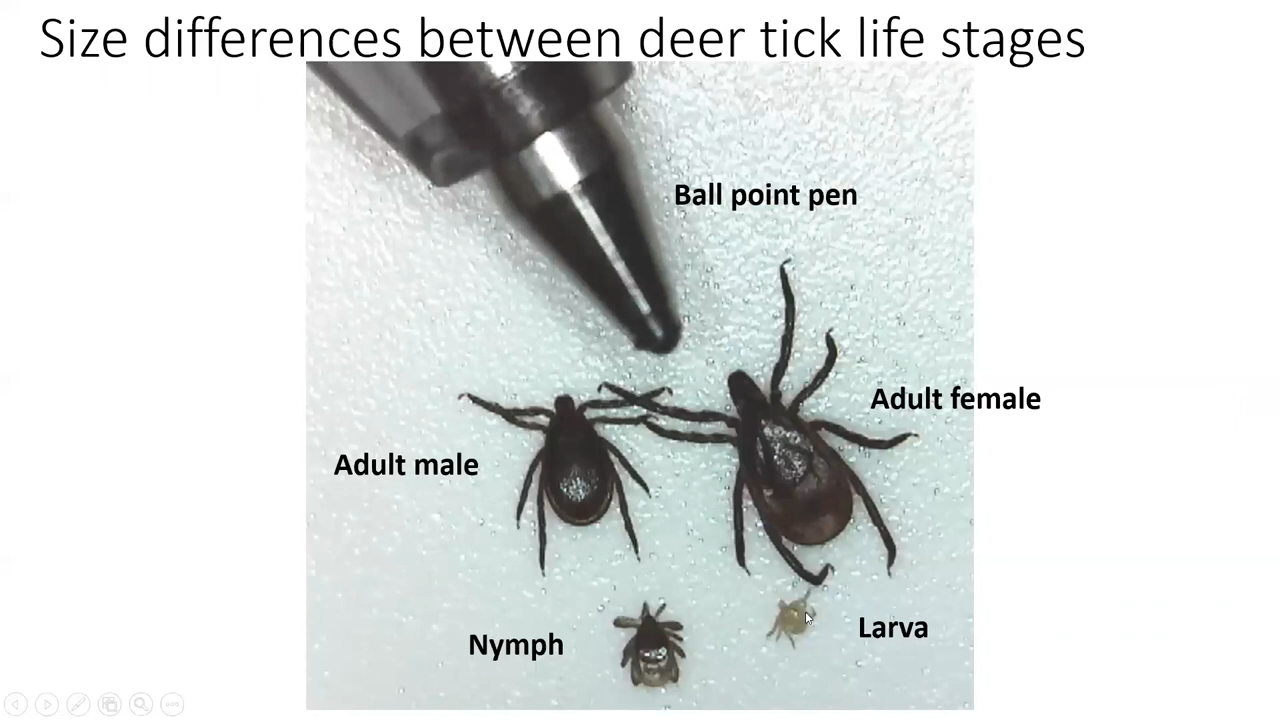 Size differences between deer tick life stages
Ball point pen
Adult female
Adult male
Larva
Nymph